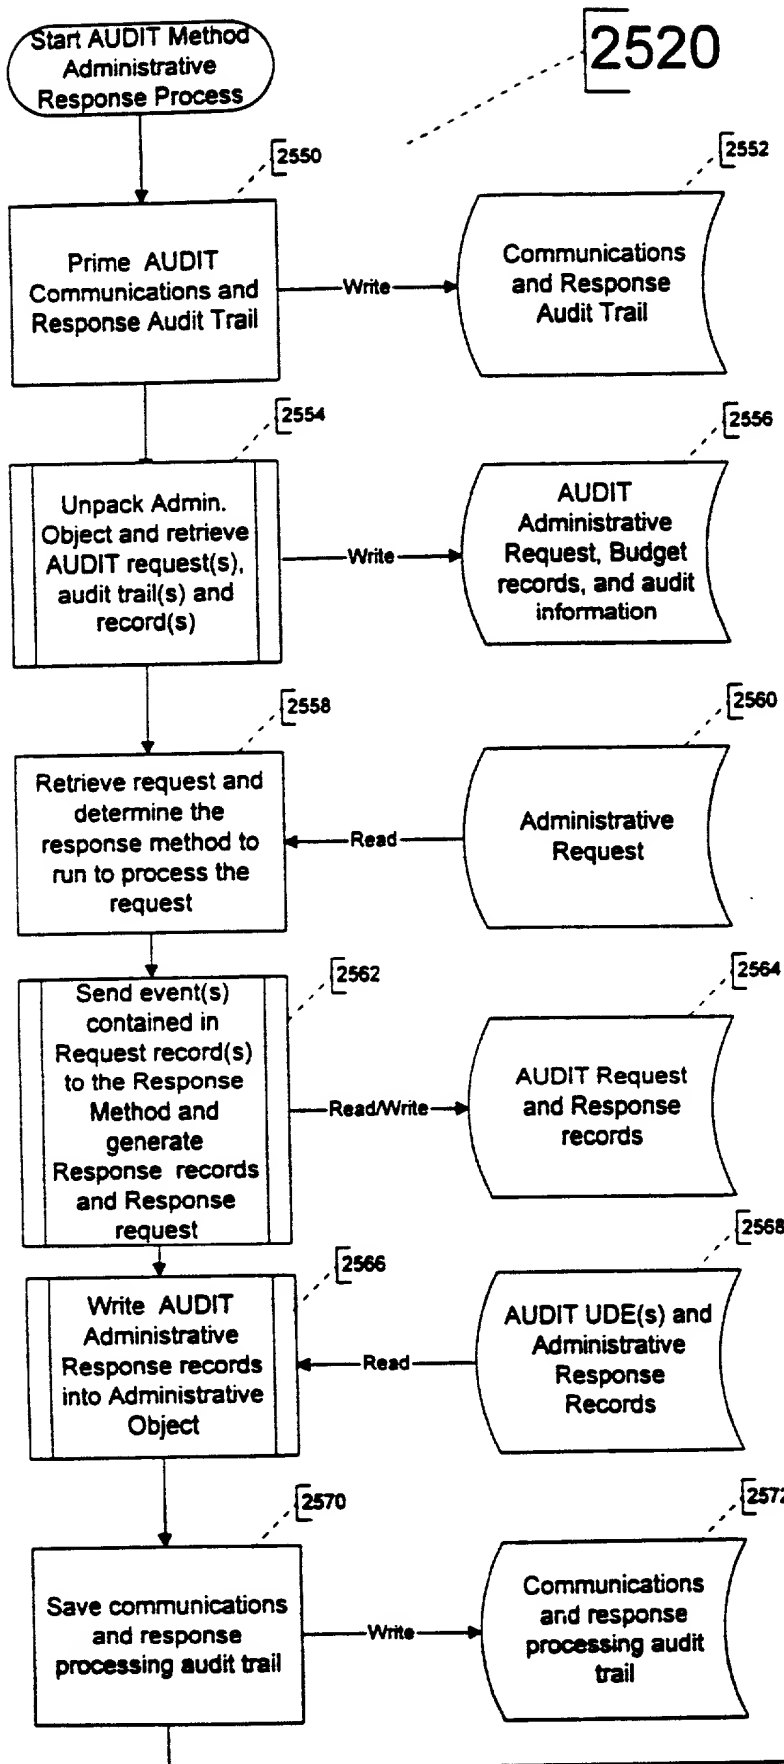 Start AUDIT Method
Administrative
Response Process
2520
2550
Prime AUDIT
Communications and
Response Audit Trail
Write
2552
Communications
and Response
Audit Trail
2554
Unpack Admin.
Object and retrieve
AUDIT request(s),
audit trail(s) and
record(s)
Write
2556
AUDIT
Administrative
Request, Budget
records, and audit
information
2558
Retrieve request and
determine the
response method to
run to process the
request
Read
2560
Administrative
Request
2562
Send event(s)
contained in
Request record(s)
to the Response
Method and
generate
Response records
and Response
request
Read/Write
2564
AUDIT Request
and Response
records
2566
Write AUDIT
Administrative
Response records
into Administrative
Object
Read
2568
AUDIT UDE(s) and
Administrative
Response
Records
2570
Save communications
and response
processing audit trail
Write
2572
Communications
and response
processing audit
trail